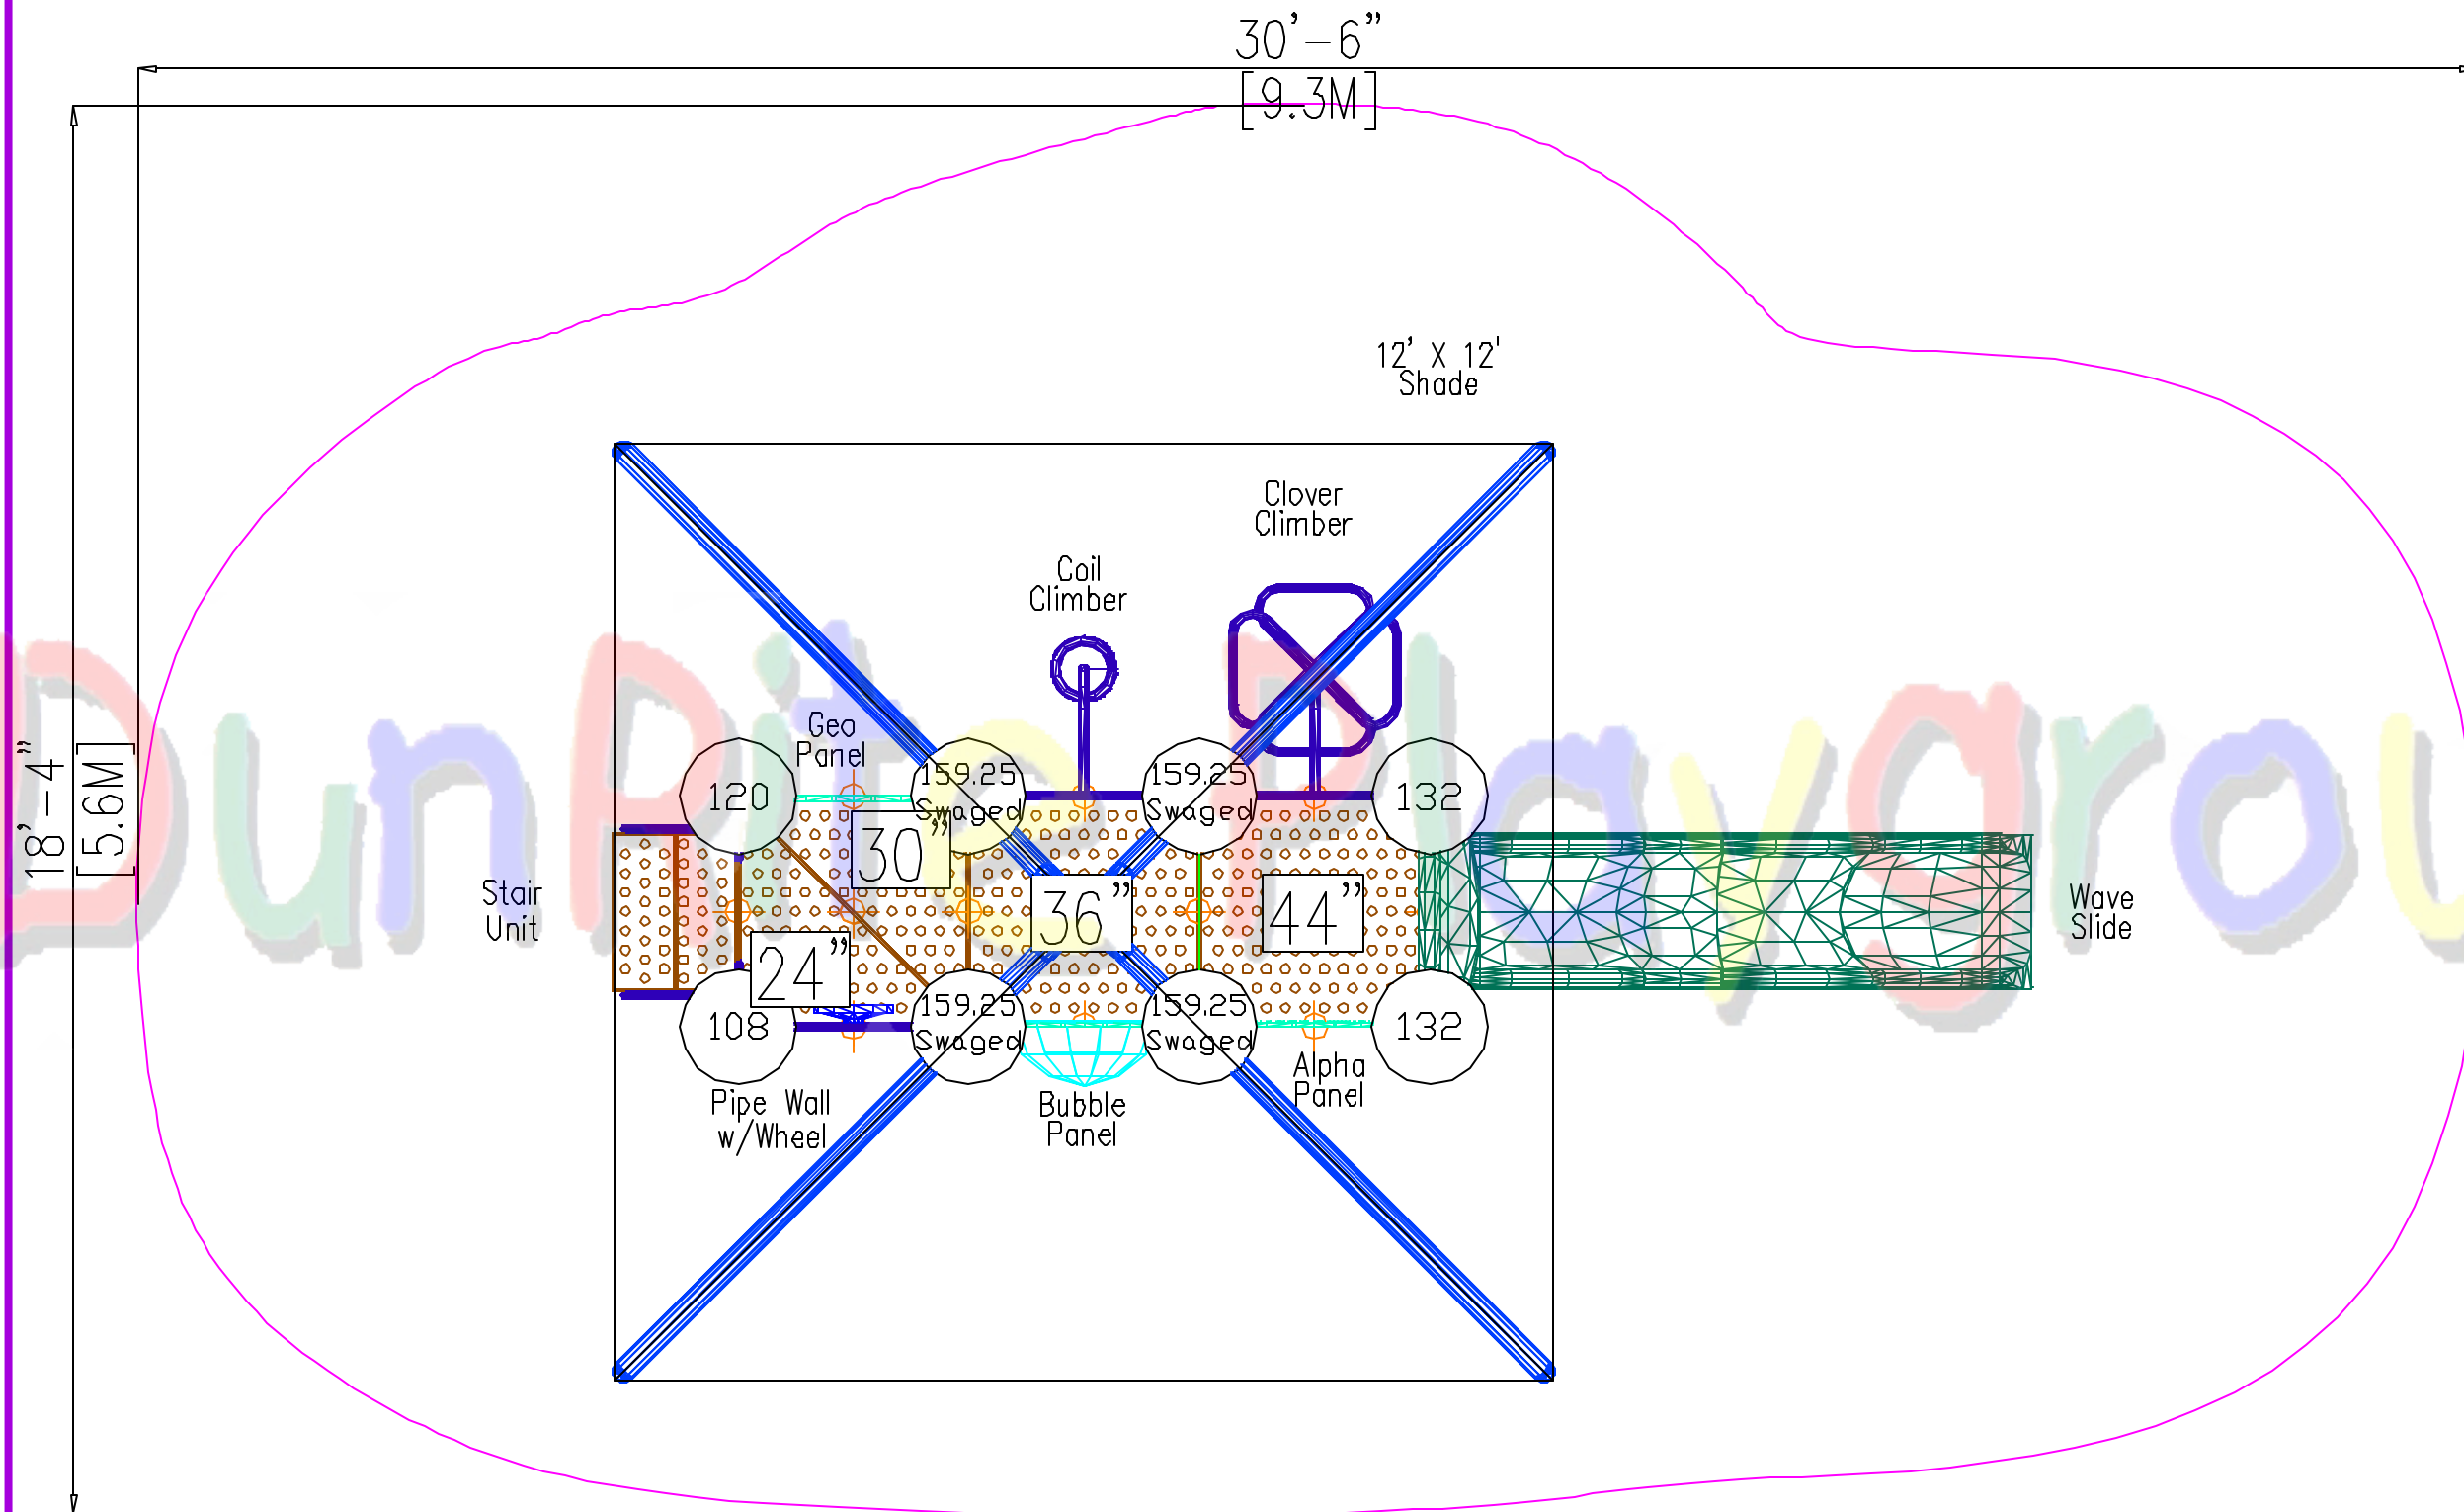 30'-6"
[9.3M]
12' X 12'
Shade
Clover
Climber
Coil
Climber
Geo
Panel
18'-4"
[5.6M]
120
159.25
Swaged
159.25
Swaged
132
30"
Stair
Unit
36"
44"
Wave
Slide
24"
108
159.25
Swaged
159.25
Swaged
132
Pipe Wall
w/Wheel
Bubble
Panel
Alpha
Panel
DunRite Playgrou